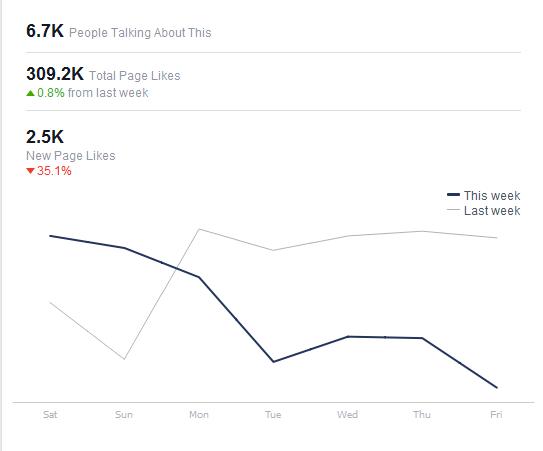 6.7K People Talking About This
309.2K Total Page Likes
0.8% from last week
2.5K
New Page Likes
35.1%
This week
Last week
Sat Sun Mon Tue Wed Thu Fri